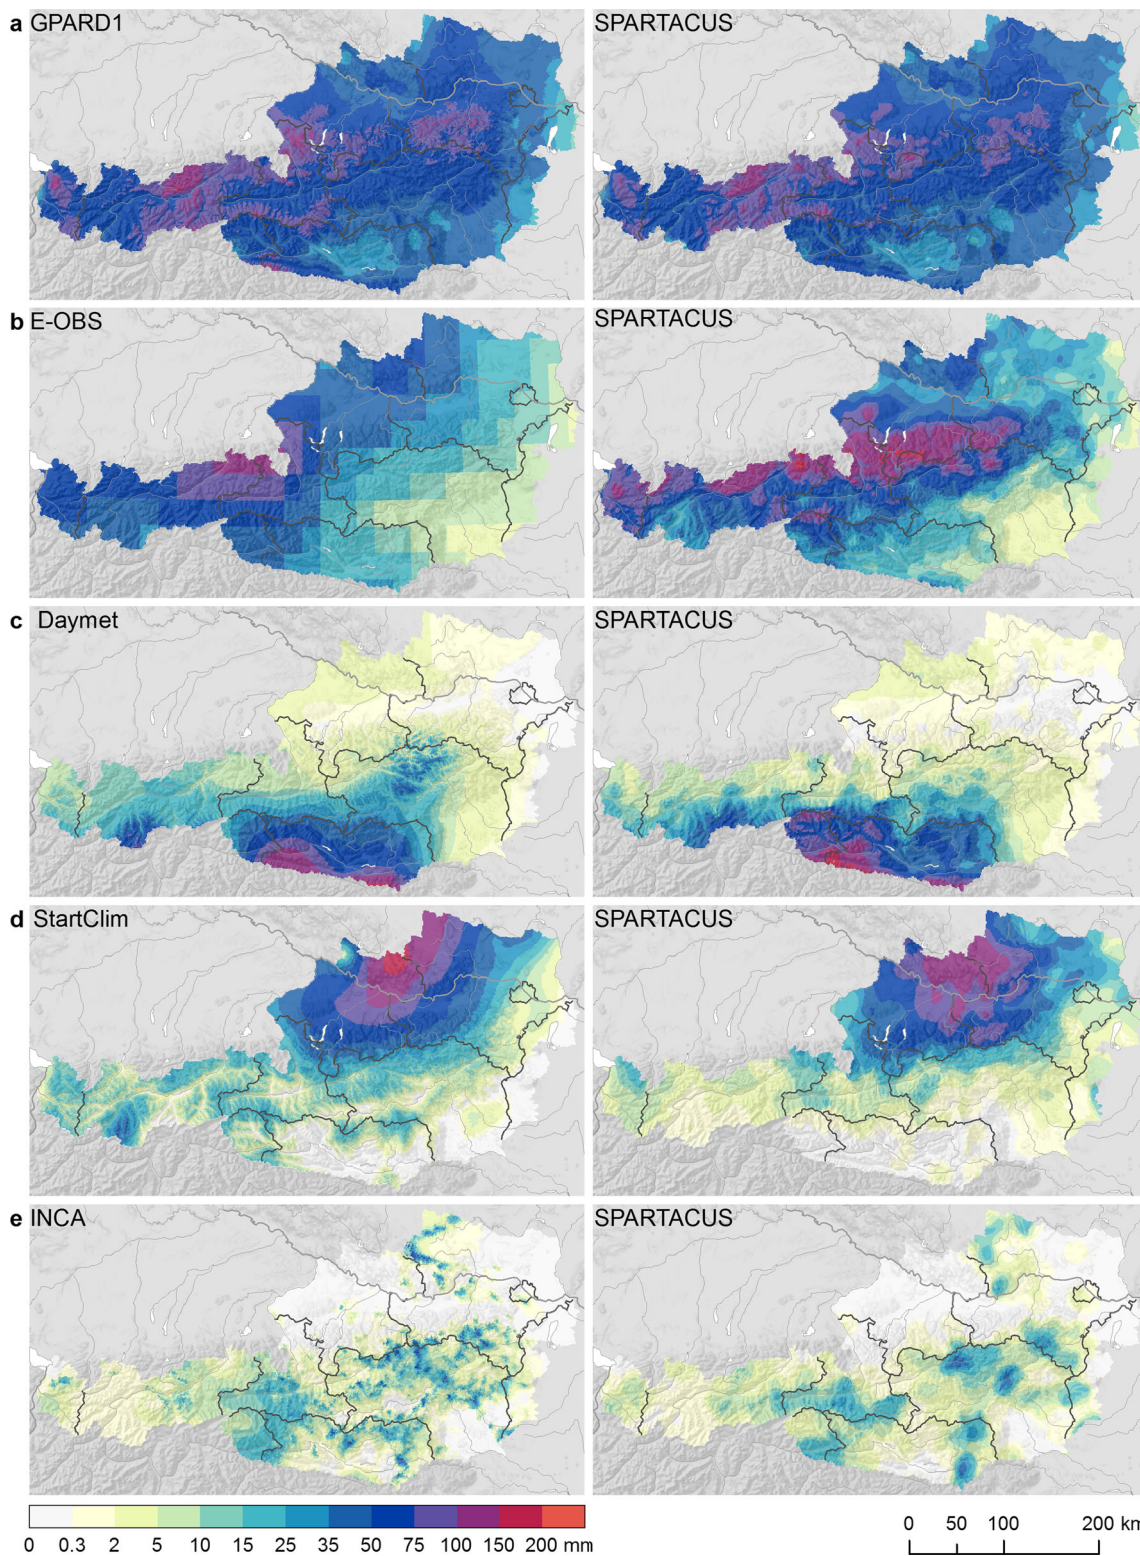 a GPARD1 SPARTACUS
b E-OBS SPARTACUS
c Daymet SPARTACUS
d StartClim SPARTACUS
e INCA SPARTACUS
0 0.3 2 5 10 15 25 35 50 75 100 150 200 mm
0 50 100 200 km